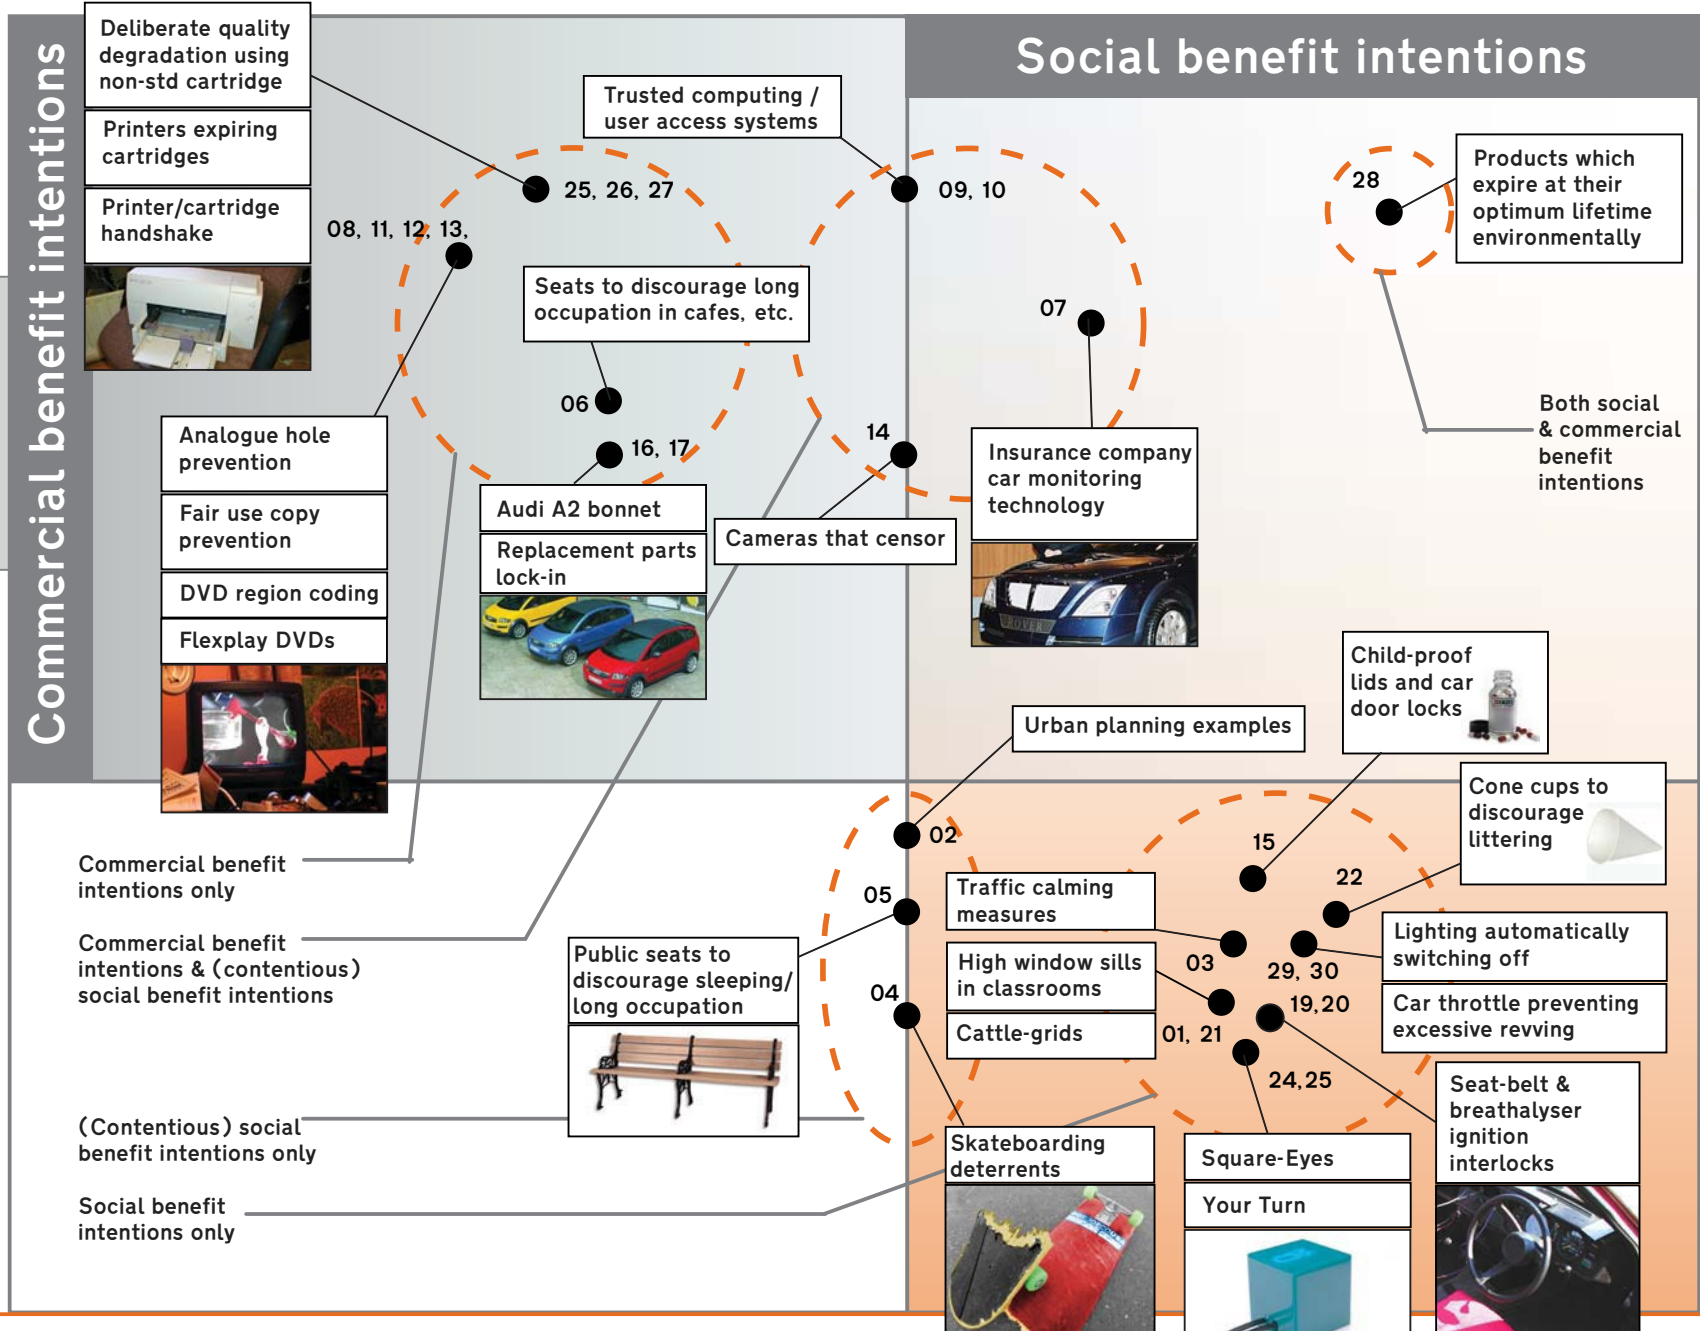 Commercial benefit intentions
Social benefit intentions
Deliberate quality
degradation using
non-std cartridge
Printers expiring
cartridges
Printer/cartridge
handshake
Trusted computing /
user access systems
25, 26, 27
09, 10
28
Products which
expire at their
optimum lifetime
environmentally
08, 11, 12, 13,
Seats to discourage long
occupation in cafes, etc.
07
06
16, 17
14
Both social
& commercial
benefit
intentions
Analogue hole
prevention
Fair use copy
prevention
DVD region coding
Flexplay DVDs
Audi A2 bonnet
Replacement parts
lock-in
Cameras that censor
Insurance company
car monitoring
technology
ROVER
Child-proof
lids and car
door locks
Urban planning examples
Cone cups to
discourage
littering
02
15
22
Commercial benefit
intentions only
05
Traffic calming
measures
Lighting automatically
switching off
Commercial benefit
intentions & (contentious)
social benefit intentions
Public seats to
discourage sleeping/
long occupation
High window sills
in classrooms
03
29, 30
04
19,20
Car throttle preventing
excessive revving
Cattle-grids
01, 21
24,25
Seat-belt &
breathalyser
ignition
interlocks
(Contentious) social
benefit intentions only
Skateboarding
deterrents
Square-Eyes
Your Turn
Social benefit
intentions only